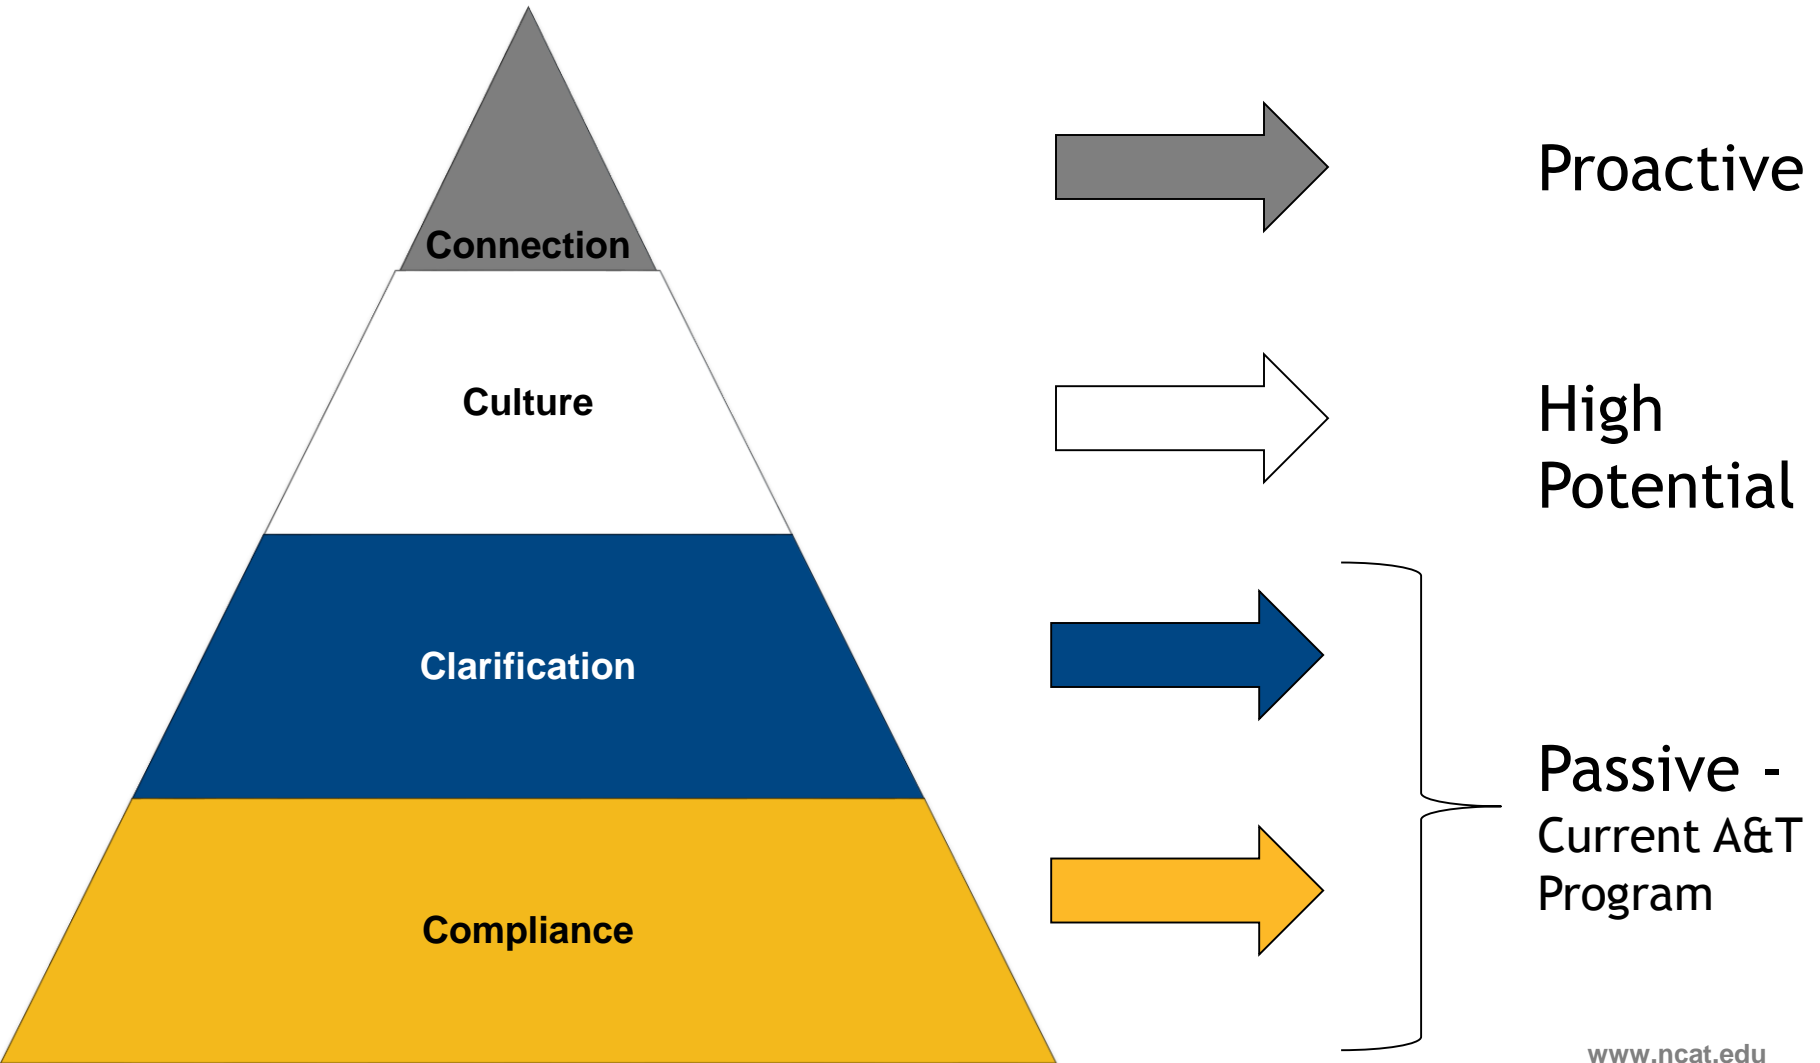 Connection
Culture
Clarification
Compliance
Proactive
High
Potential
Passive -
Current A&T
Program
www.ncat.edu